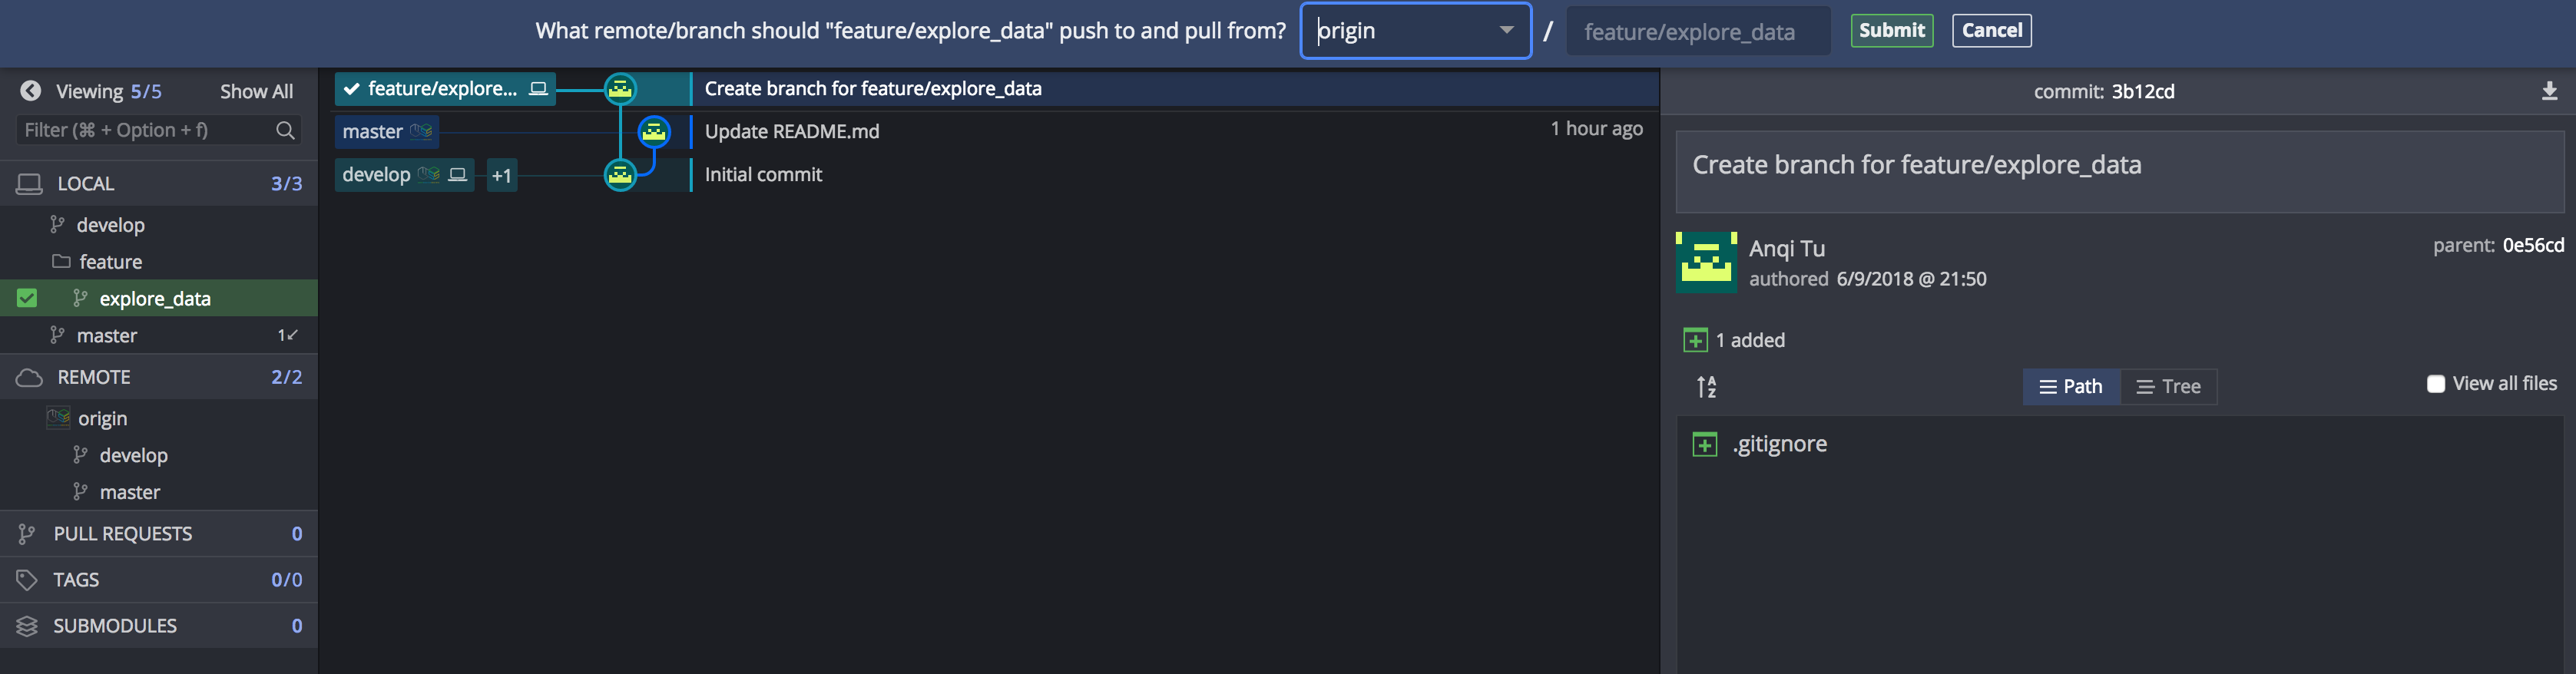 What remote/branch should "feature/explore_data" push to and pull from? origin / feature/explore_data Submit Cancel
Viewing 5/5 Show All
Filter (⌘ + Option + f)
LOCAL 3/3
develop
feature
explore_data
master 1↙
REMOTE 2/2
origin
develop
master
PULL REQUESTS 0
TAGS 0/0
SUBMODULES 0
feature/explore... Create branch for feature/explore_data
master Update README.md 1 hour ago
develop +1 Initial commit
commit: 3b12cd
Create branch for feature/explore_data
Anqi Tu parent: 0e56cd
authored 6/9/2018 @ 21:50
1 added
A Z Path Tree View all files
.gitignore